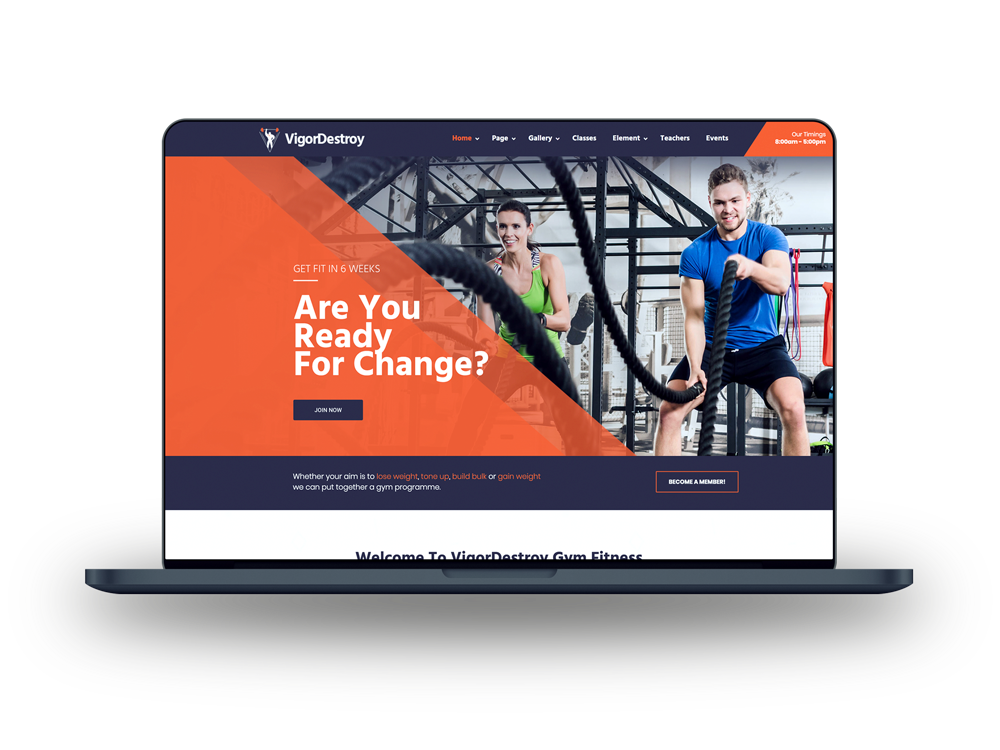 VigorDestroy
Home Page Gallery Classes Element Teachers Events
Our Timings
8:00am - 5:00pm
GET FIT IN 6 WEEKS
Are You
Ready
For Change?
JOIN NOW
Whether your aim is to lose weight, tone up, build bulk or gain weight
we can put together a gym programme.
BECOME A MEMBER!
Welcome To VigorDestroy Gym Fitness